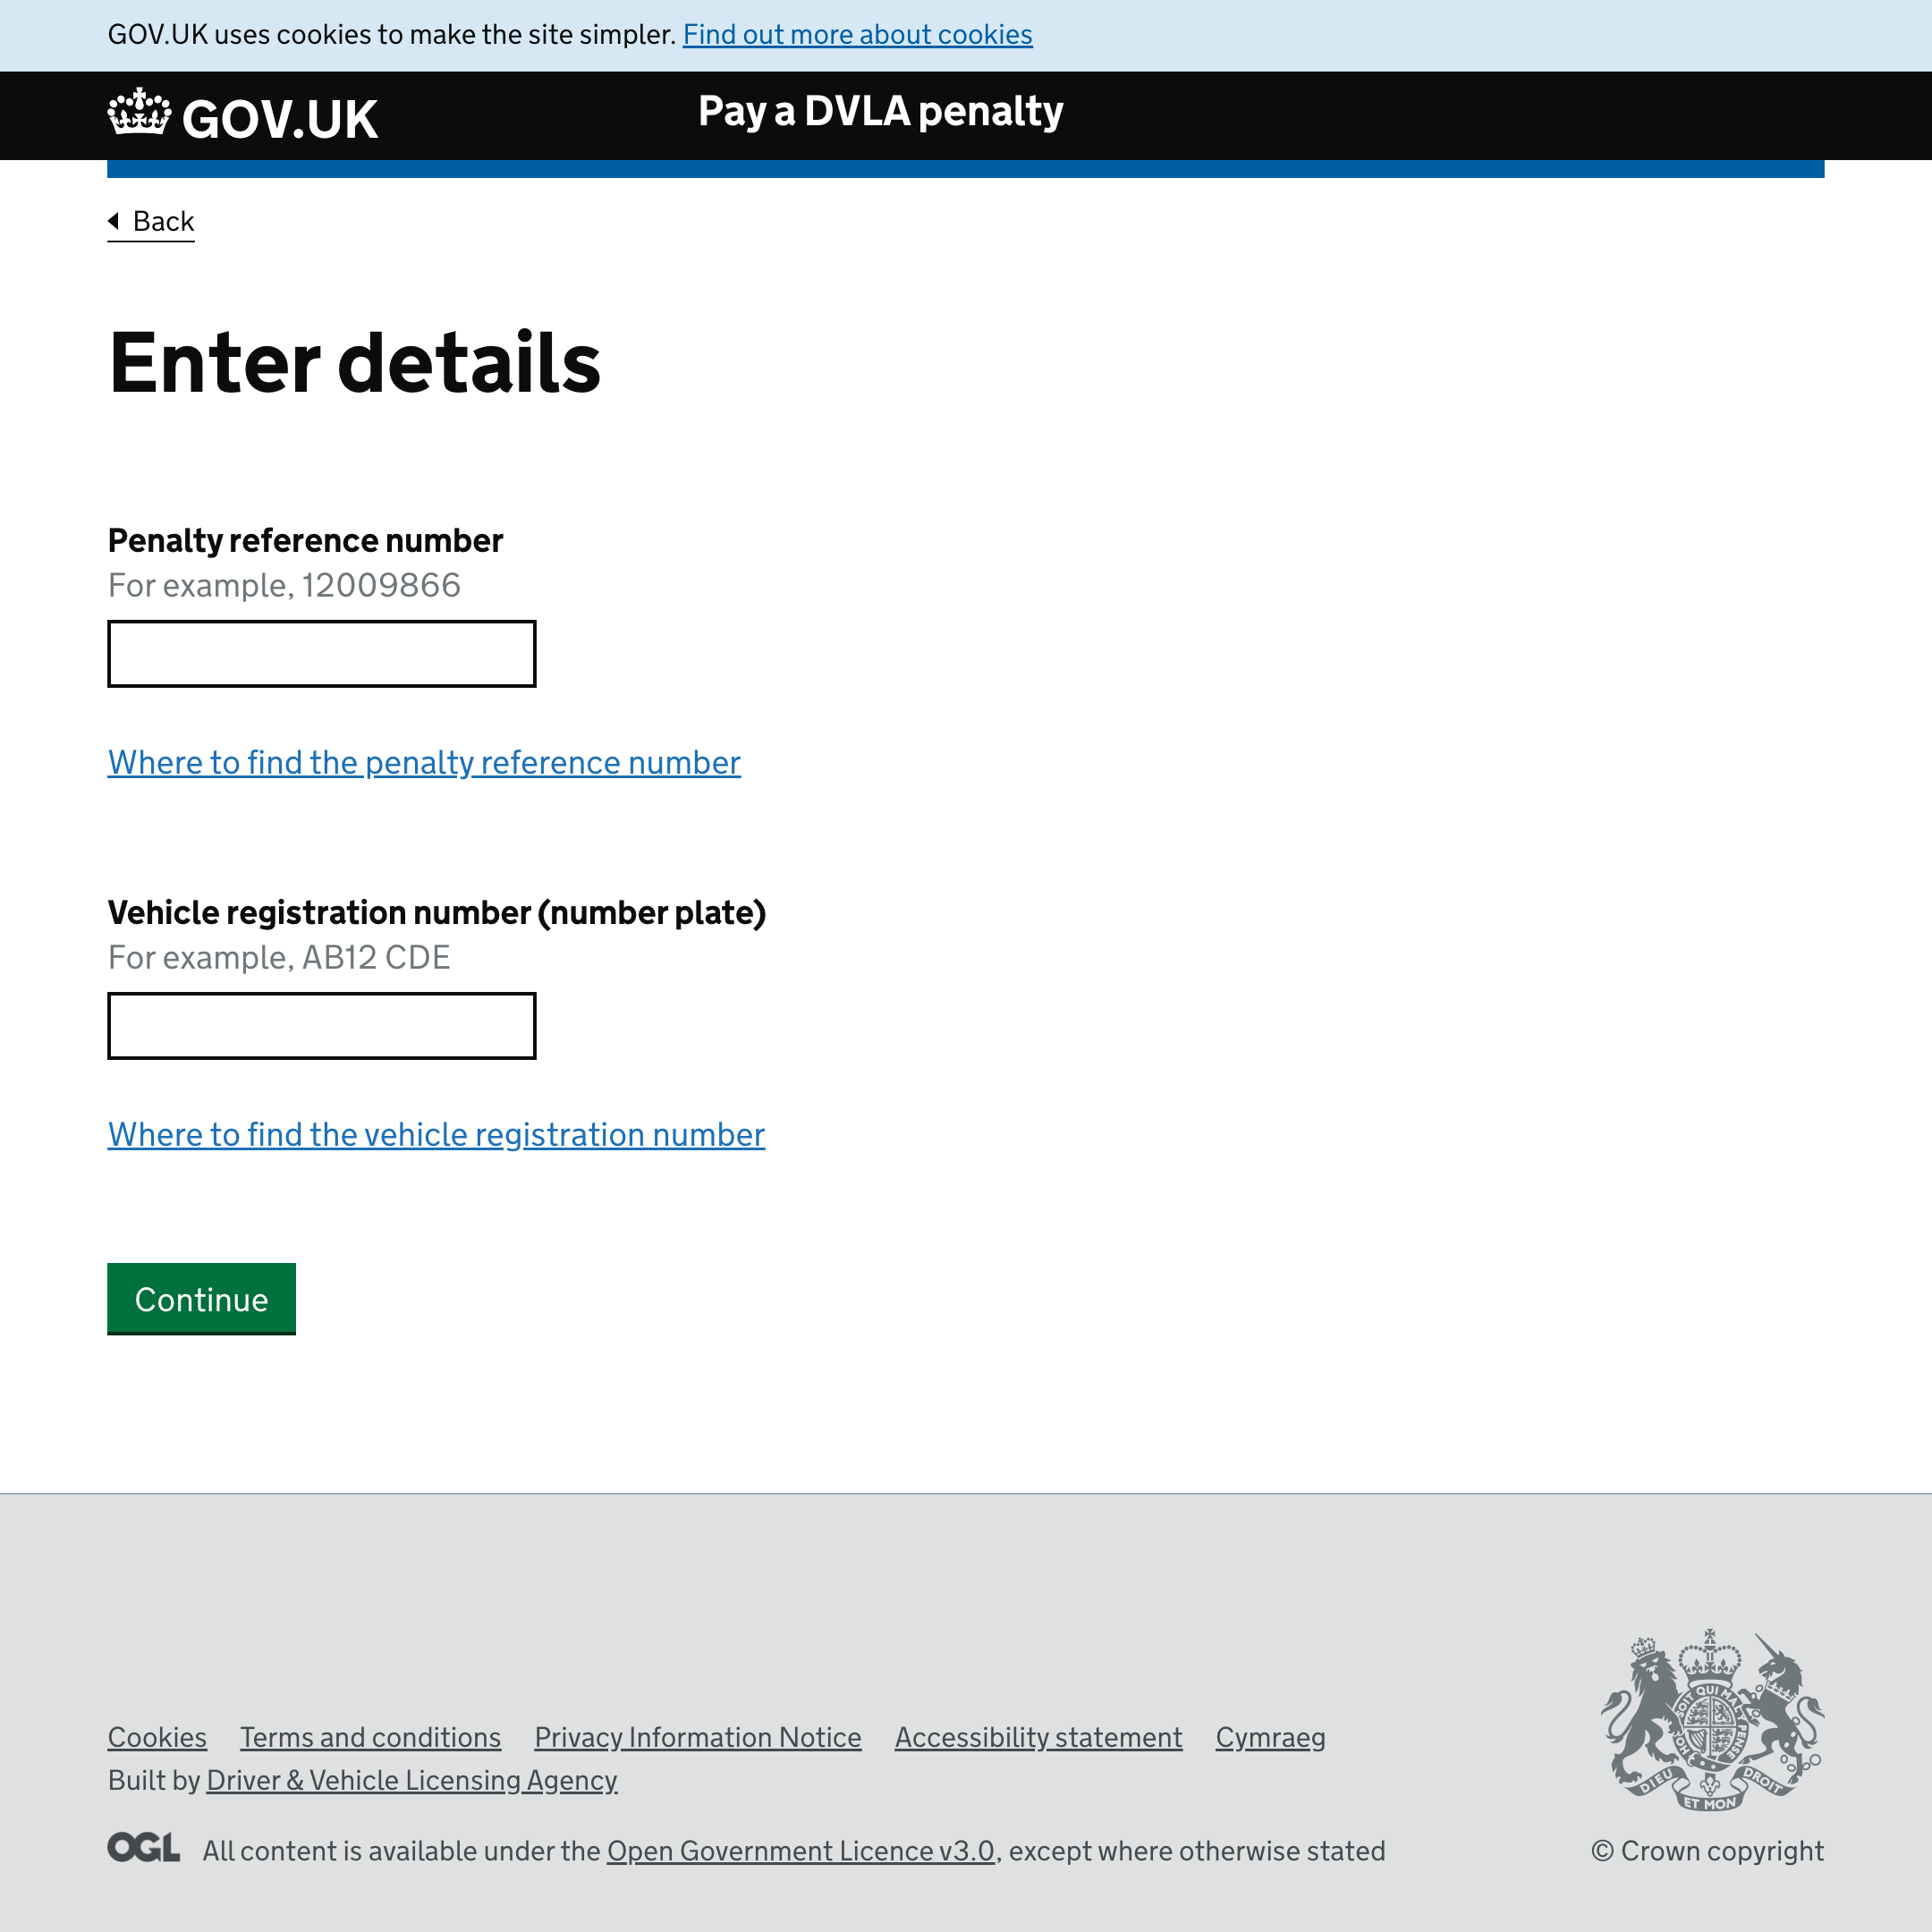 GOV.UK uses cookies to make the site simpler. Find out more about cookies
GOV.UK
Pay a DVLA penalty
Back
Enter details
Penalty reference number
For example, 12009866
Where to find the penalty reference number
Vehicle registration number (number plate)
For example, AB12 CDE
Where to find the vehicle registration number
Continue
Cookies Terms and conditions Privacy Information Notice Accessibility statement Cymraeg
Built by Driver & Vehicle Licensing Agency
OGL All content is available under the Open Government Licence v3.0, except where otherwise stated
DIEU ET MON DROIT
© Crown copyright